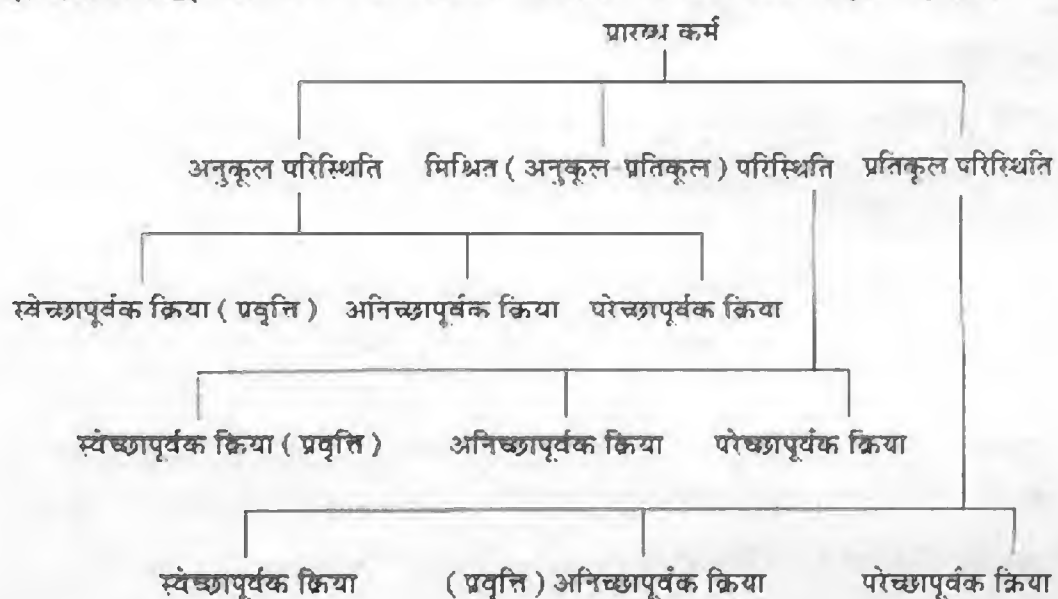 प्रारब्ध कर्म
अनुकूल परिस्थिति मिश्रित ( अनुकूल-प्रतिकूल ) परिस्थिति प्रतिकूल परिस्थिति
स्वेच्छापूर्वक क्रिया ( प्रवृत्ति ) अनिच्छापूर्वक क्रिया परेच्छापूर्वक क्रिया
स्वेच्छापूर्वक क्रिया ( प्रवृत्ति ) अनिच्छापूर्वक क्रिया परेच्छापूर्वक क्रिया
स्वेच्छापूर्वक क्रिया ( प्रवृत्ति ) अनिच्छापूर्वक क्रिया परेच्छापूर्वक क्रिया